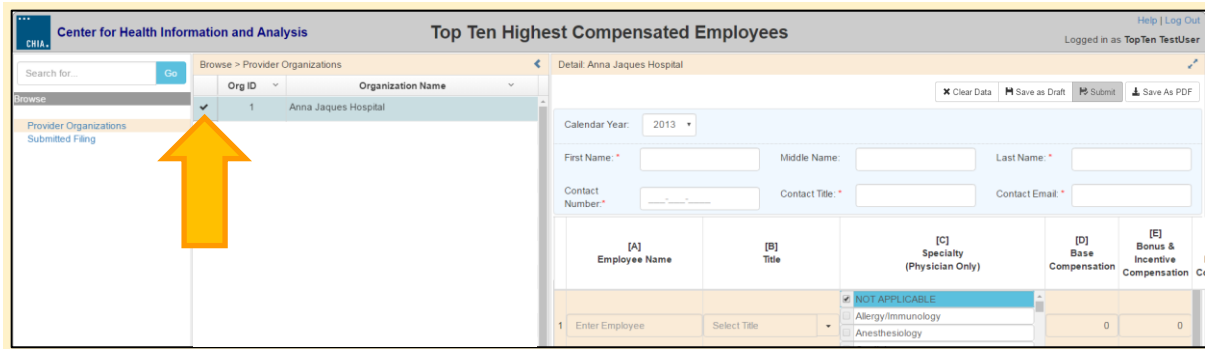 CHIA.
Center for Health Information and Analysis
Top Ten Highest Compensated Employees
Help | Log Out
Logged in as TopTen TestUser
Search for...
Go
Browse
Provider Organizations
Submitted Filing
Browse > Provider Organizations
Org ID
Organization Name
1 Anna Jaques Hospital
Detail: Anna Jaques Hospital
Clear Data
Save as Draft
Submit
Save As PDF
Calendar Year: 2013
First Name: *
Middle Name:
Last Name: *
Contact
Number:*
Contact Title: *
Contact Email: *
[A]
Employee Name
[B]
Title
[C]
Specialty
(Physician Only)
[D]
Base
Compensation
[E]
Bonus &
Incentive
Compensation
1 Enter Employee
Select Title
NOT APPLICABLE
Allergy/Immunology
Anesthesiology
0
0